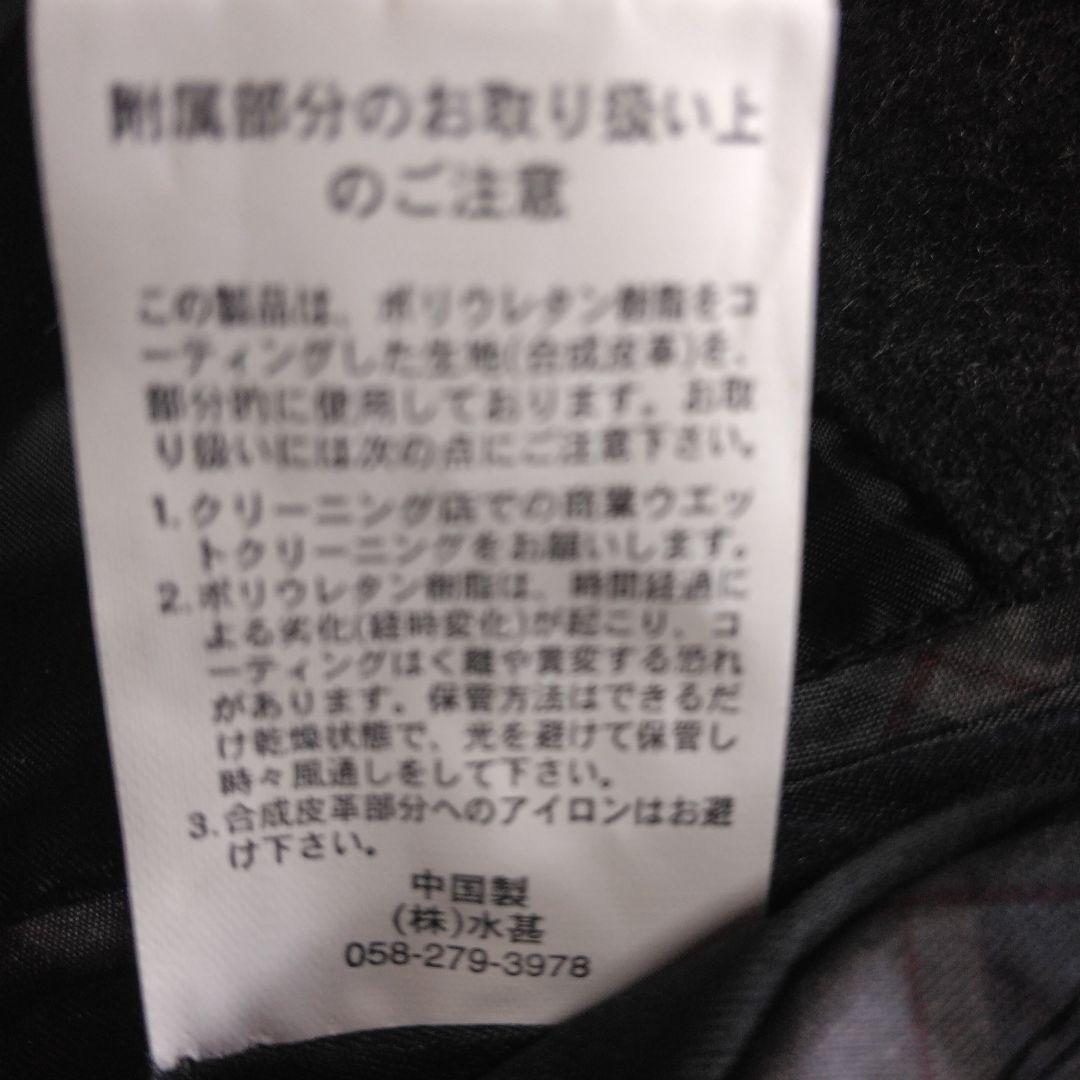 附属部分のお取り扱い上
のご注意
この製品は、ポリウレタン樹脂をコ
ーティングした生地(合成皮革)を、
部分的に使用しております。お取
り扱いには次の点にご注意下さい。
1. クリーニング店での商業ウエッ
トクリーニングをお願いします。
2. ポリウレタン樹脂は、時間経過に
よる劣化(経時変化)が起こり、コ
ーティングはく離や黄変する恐れ
があります。保管方法はできるだ
け乾燥状態で、光を避けて保管し
時々風通しをして下さい。
3. 合成皮革部分へのアイロンはお避
け下さい。
中国製
(株)水甚
058-279-3978